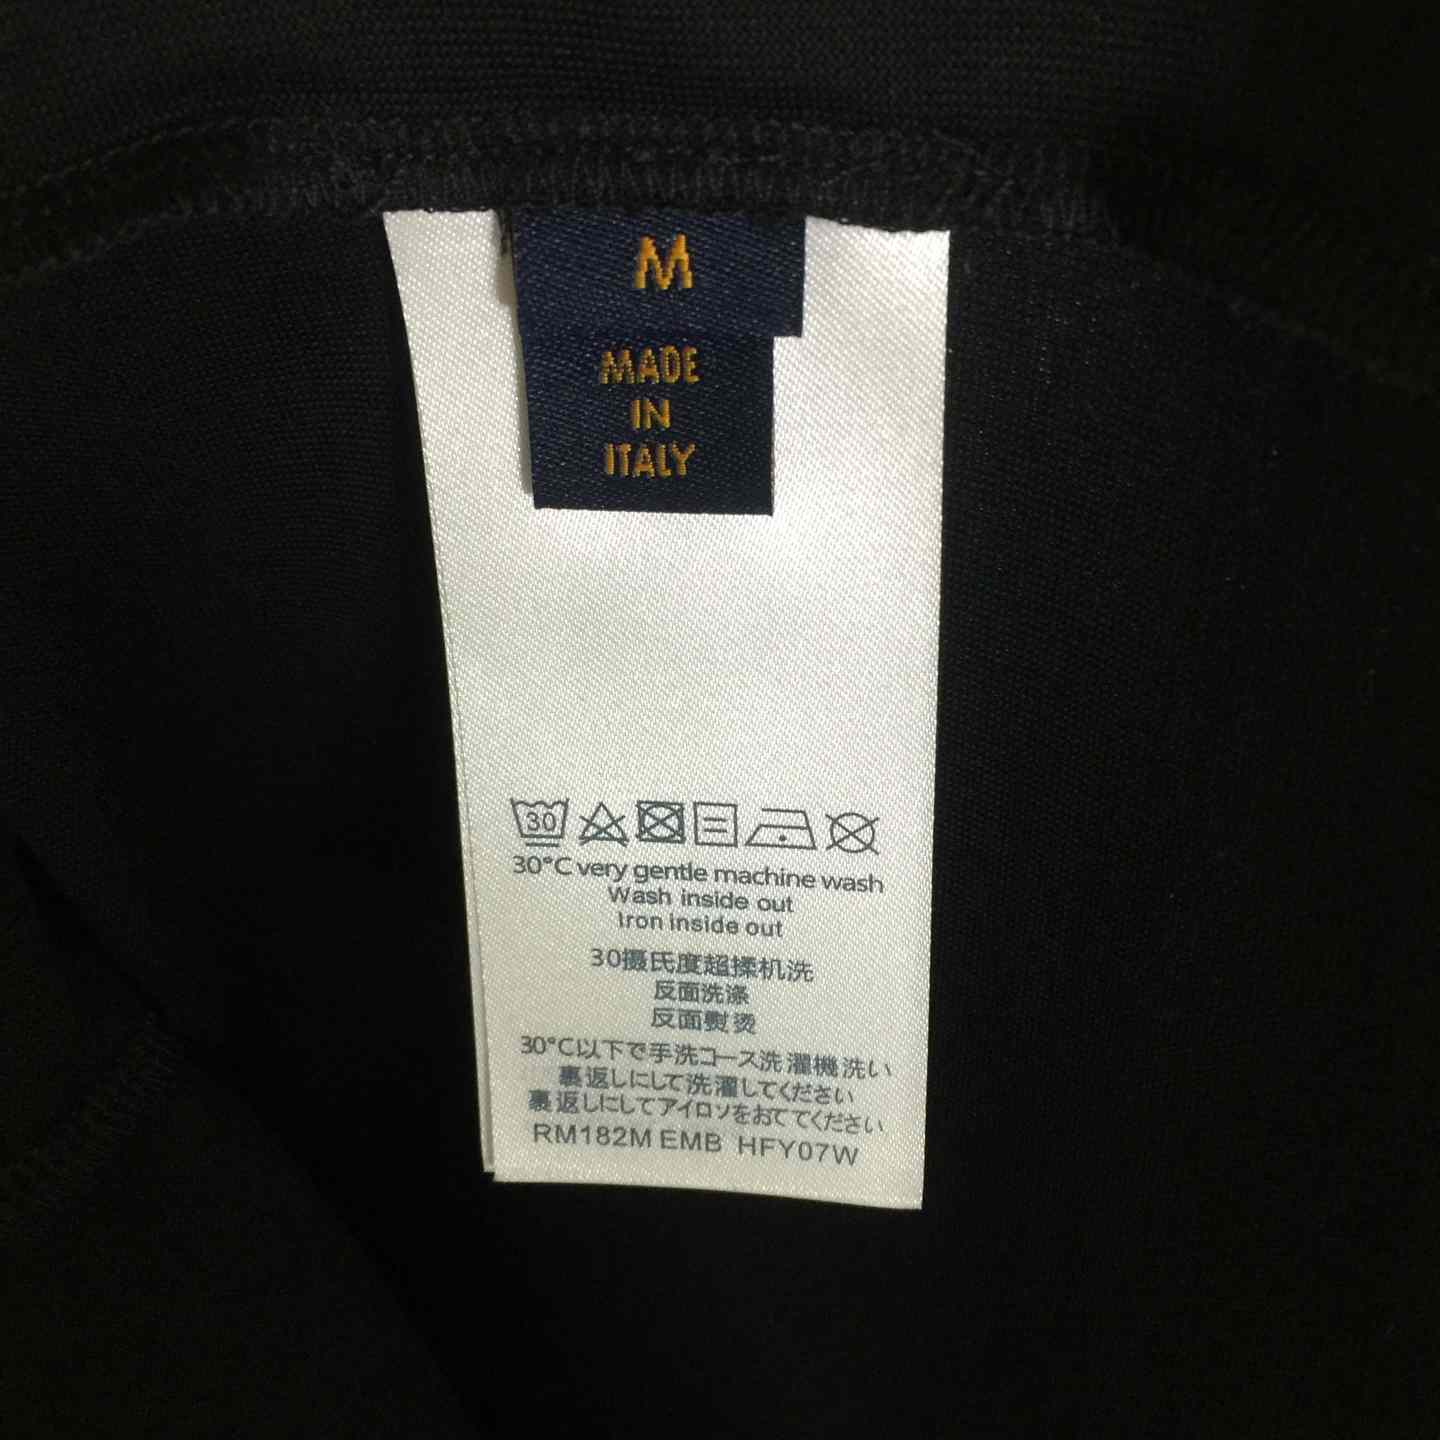 M
MADE
IN
ITALY
30
30°C very gentle machine wash
Wash inside out
Iron inside out
30摄氏度超揉机洗
反面洗涤
反面熨烫
30°C以下で手洗コース洗濯機洗い
裏返しにして洗濯してください
裏返しにしてアイロソをおててください
RM182M EMB HFY07W